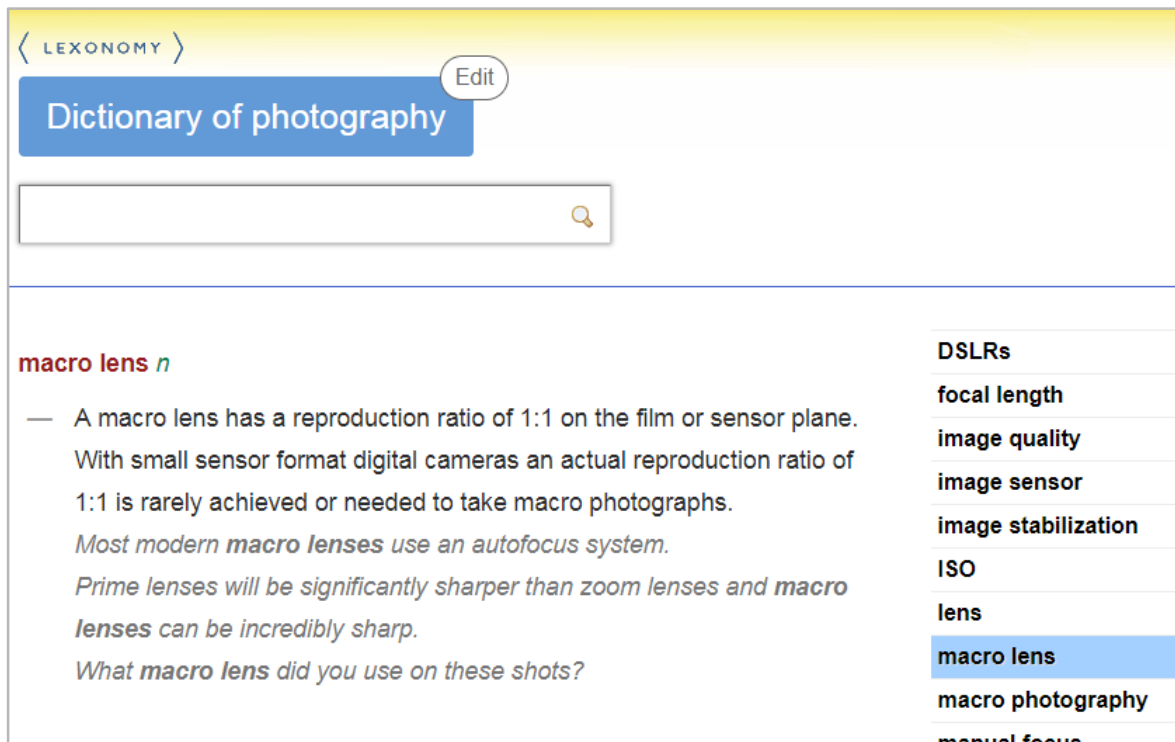 LEXONOMY
Edit
Dictionary of photography
macro lens n
— A macro lens has a reproduction ratio of 1:1 on the film or sensor plane.
With small sensor format digital cameras an actual reproduction ratio of
1:1 is rarely achieved or needed to take macro photographs.
Most modern macro lenses use an autofocus system.
Prime lenses will be significantly sharper than zoom lenses and macro
lenses can be incredibly sharp.
What macro lens did you use on these shots?
DSLRs
focal length
image quality
image sensor
image stabilization
ISO
lens
macro lens
macro photography
manual focus